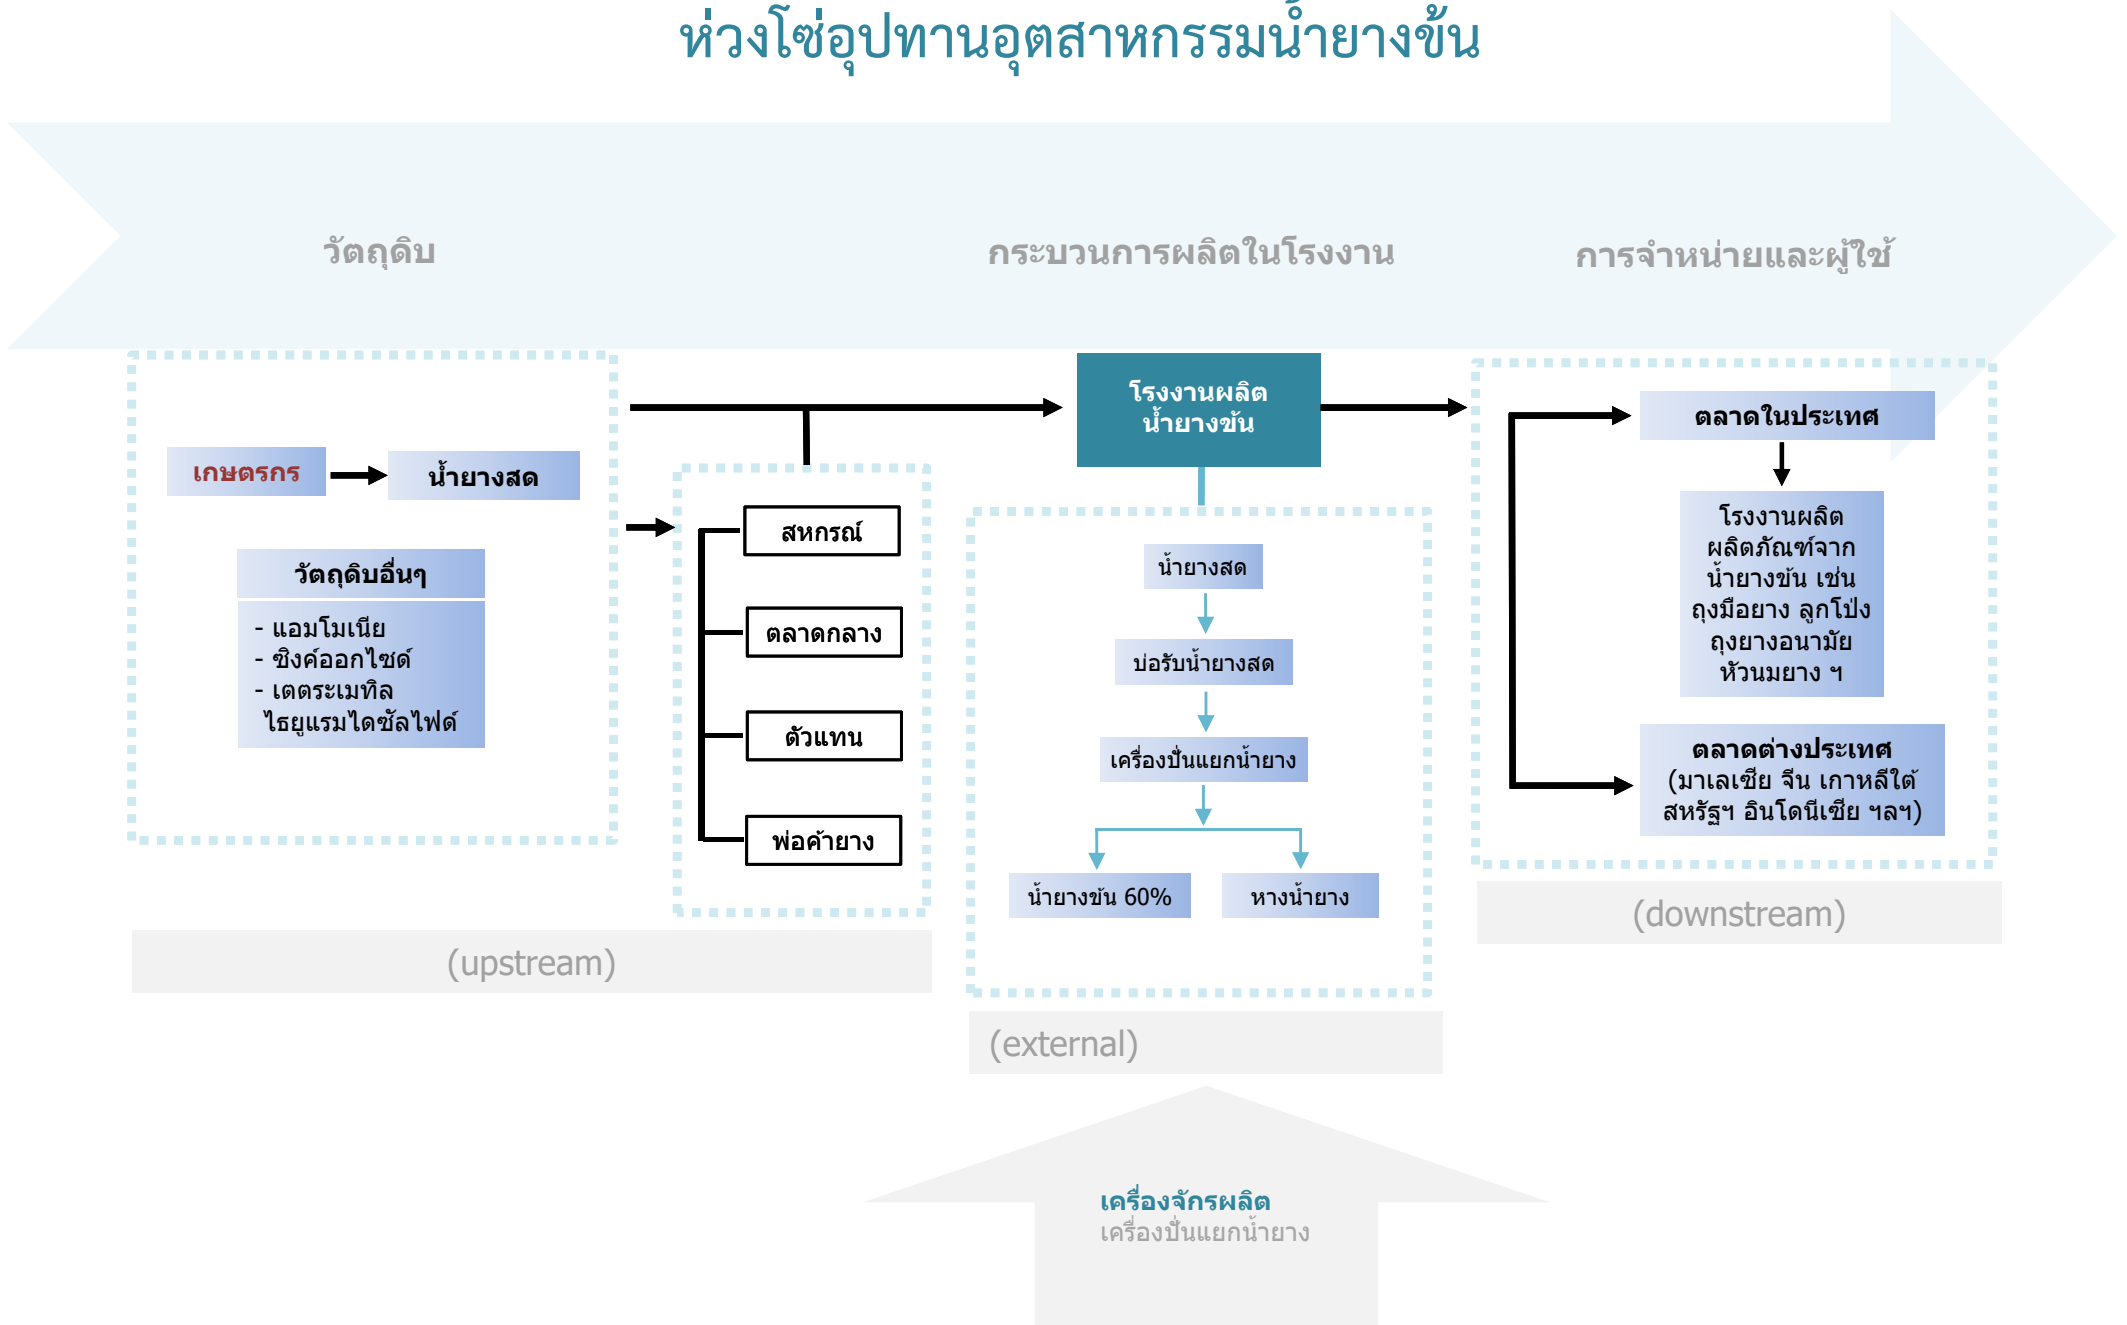 ห่วงโซ่อุปทานอุตสาหกรรมน้ำยางข้น
วัตถุดิบ
กระบวนการผลิตในโรงงาน
การจำหน่ายและผู้ใช้
เกษตรกร
น้ำยางสด
วัตถุดิบอื่นๆ
- แอมโมเนีย
- ซิงค์ออกไซด์
- เตตระเมทิล
ไธยูแรมไดซัลไฟด์
สหกรณ์
ตลาดกลาง
ตัวแทน
พ่อค้ายาง
(upstream)
โรงงานผลิต
น้ำยางข้น
น้ำยางสด
บ่อรับน้ำยางสด
เครื่องปั่นแยกน้ำยาง
น้ำยางข้น 60%
หางน้ำยาง
(external)
เครื่องจักรผลิต
เครื่องปั่นแยกน้ำยาง
ตลาดในประเทศ
โรงงานผลิต
ผลิตภัณฑ์จาก
น้ำยางข้น เช่น
ถุงมือยาง ลูกโป่ง
ถุงยางอนามัย
หัวนมยาง ฯ
ตลาดต่างประเทศ
(มาเลเซีย จีน เกาหลีใต้
สหรัฐฯ อินโดนีเซีย ฯลฯ)
(downstream)